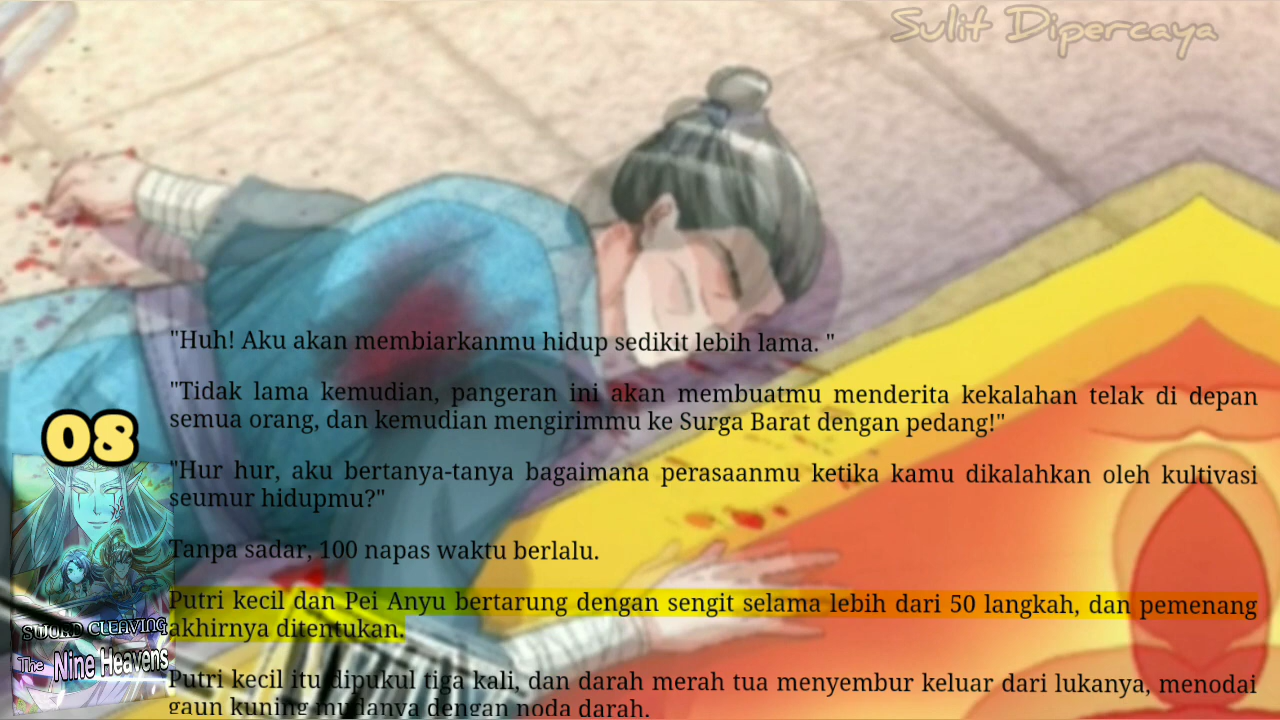 Sulit Dipercaya
"Huh! Aku akan membiarkanmu hidup sedikit lebih lama. "
"Tidak lama kemudian, pangeran ini akan membuatmu menderita kekalahan telak di depan
semua orang, dan kemudian mengirimmu ke Surga Barat dengan pedang!"
"Hur hur, aku bertanya-tanya bagaimana perasaanmu ketika kamu dikalahkan oleh kultivasi
seumur hidupmu?"
Tanpa sadar, 100 napas waktu berlalu.
Putri kecil dan Pei Anyu bertarung dengan sengit selama lebih dari 50 langkah, dan pemenang
akhirnya ditentukan.
Putri kecil itu dipukul tiga kali, dan darah merah tua menyembur keluar dari lukanya, menodai
gaun kuning mudanya dengan noda darah.
08
SWORD CLEAVING
The Nine Heavens